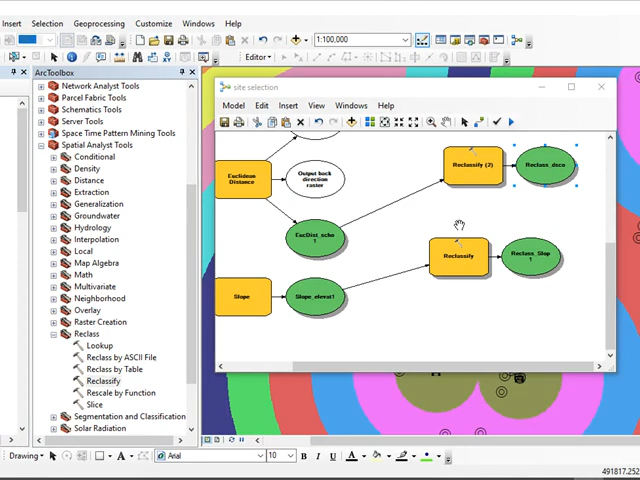 Insert Selection Geoprocessing Customize Windows Help
1:100,000
Editor
ArcToolbox
Network Analyst Tools
Parcel Fabric Tools
Schematics Tools
Server Tools
Space Time Pattern Mining Tools
Spatial Analyst Tools
Conditional
Density
Distance
Extraction
Generalization
Groundwater
Hydrology
Interpolation
Local
Map Algebra
Math
Multivariate
Neighborhood
Overlay
Raster Creation
Reclass
Lookup
Reclass by ASCII File
Reclass by Table
Reclassify
Rescale by Function
Slice
Segmentation and Classification
Solar Radiation
site selection
Model Edit Insert View Windows Help
Euclidean
Distance
Output back
direction
raster
EucDist_scho
1
Reclassify (2)
Reclass_dsco
Reclassify
Reclass_Slop
1
Slope
Slope_elevat1
Drawing
Arial
10
B I U A
491817.252